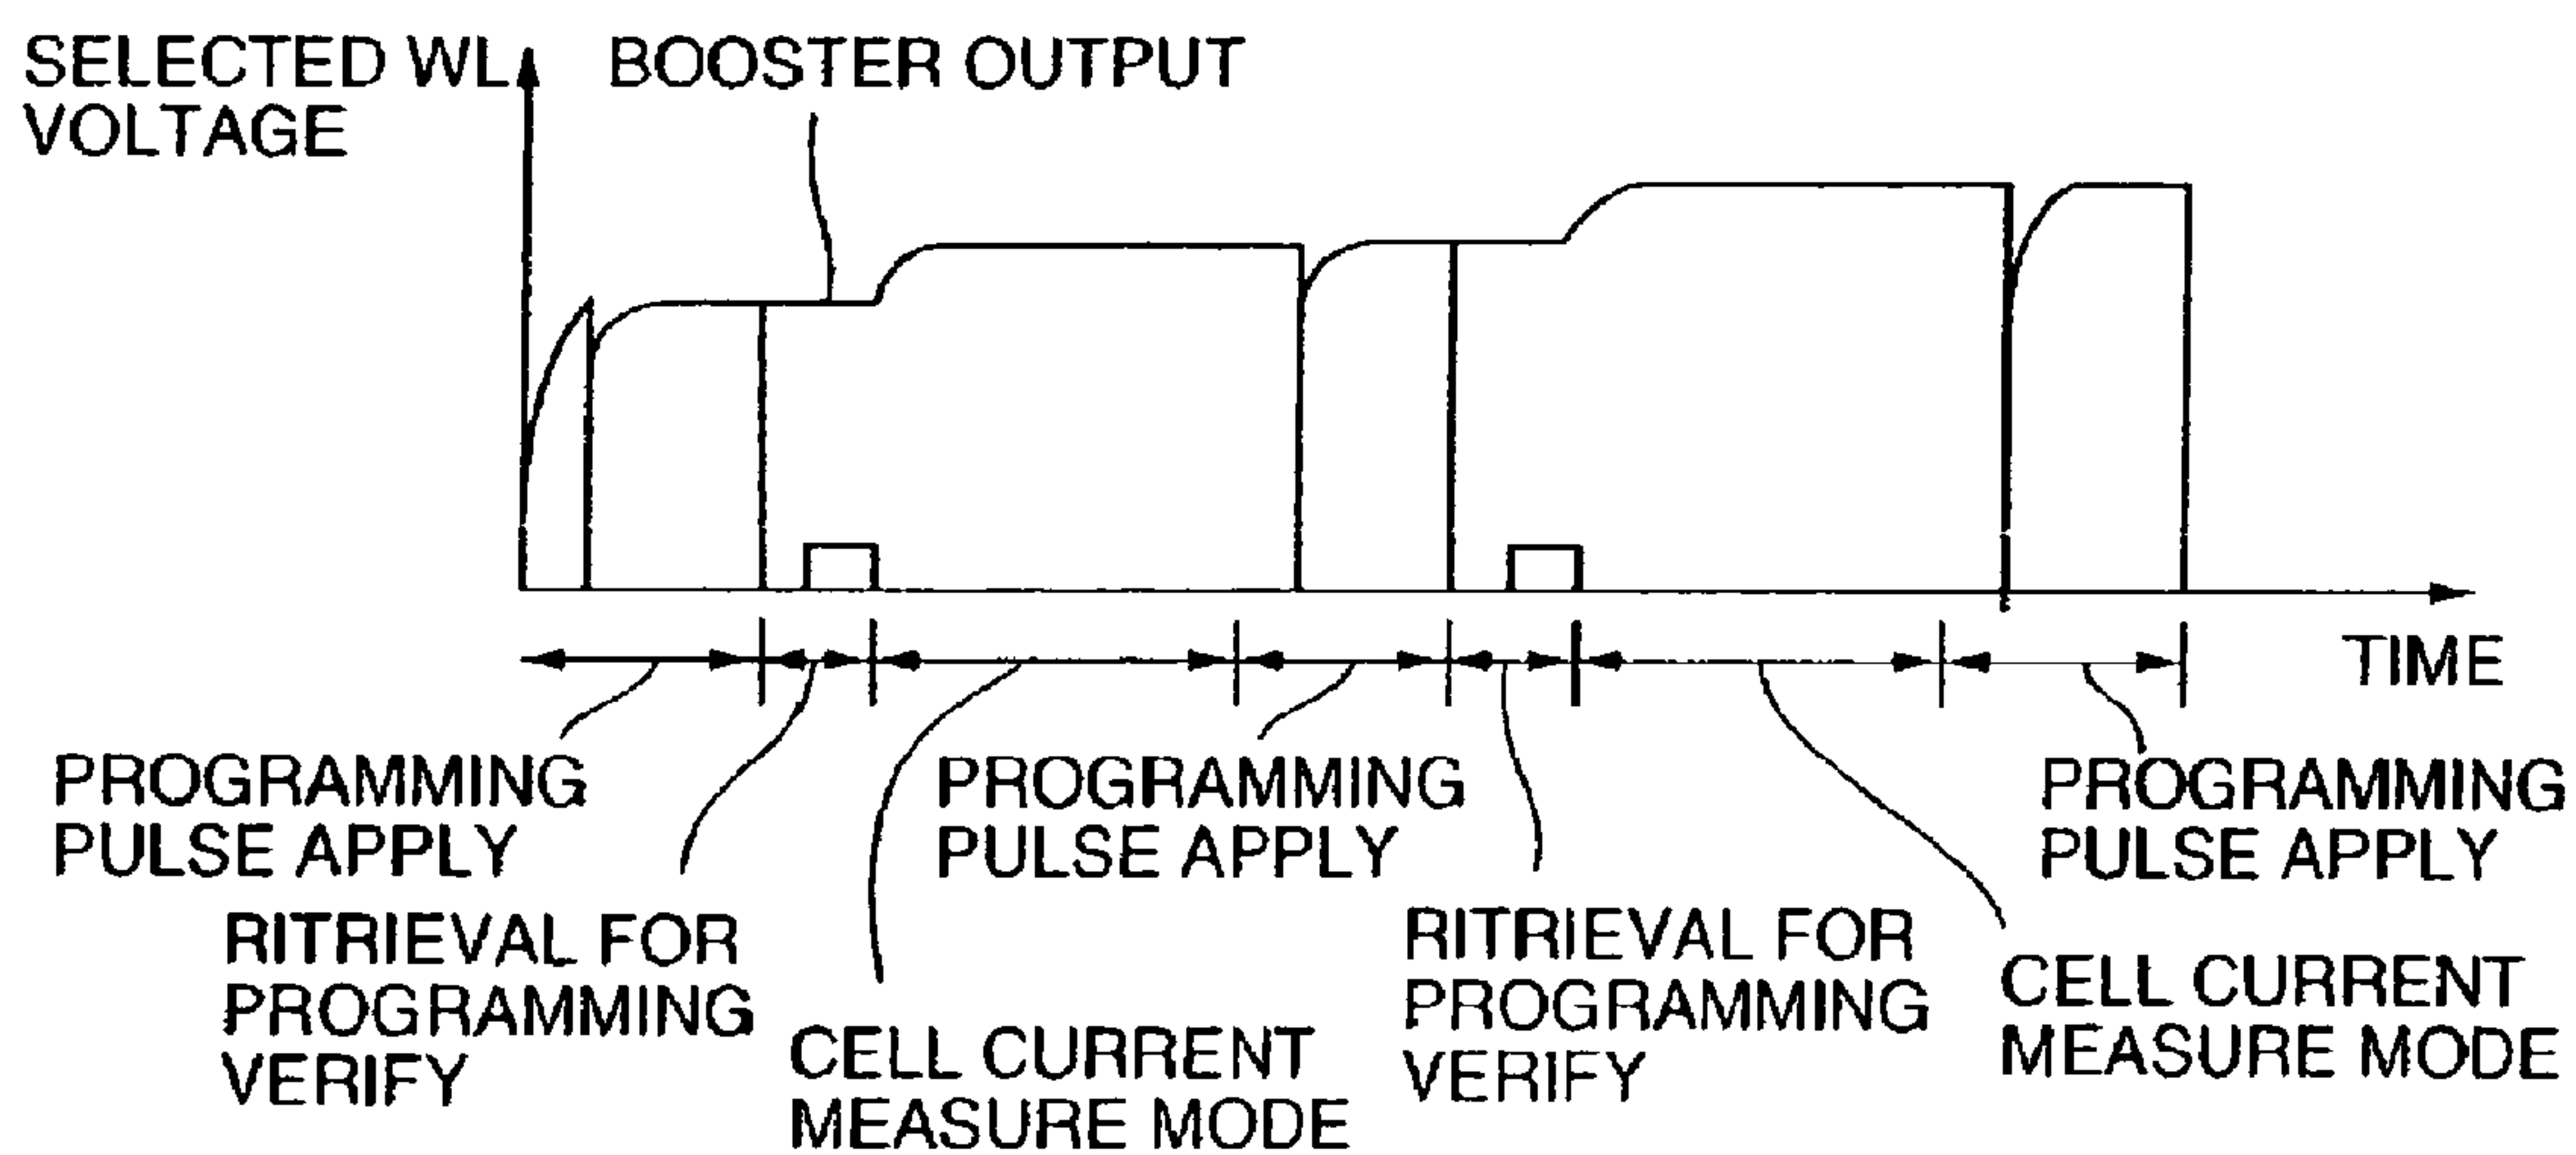 SELECTED WL
VOLTAGE
BOOSTER OUTPUT
TIME
PROGRAMMING
PULSE APPLY
RITRIEVAL FOR
PROGRAMMING
VERIFY
CELL CURRENT
MEASURE MODE
PROGRAMMING
PULSE APPLY
RITRIEVAL FOR
PROGRAMMING
VERIFY
CELL CURRENT
MEASURE MODE
PROGRAMMING
PULSE APPLY